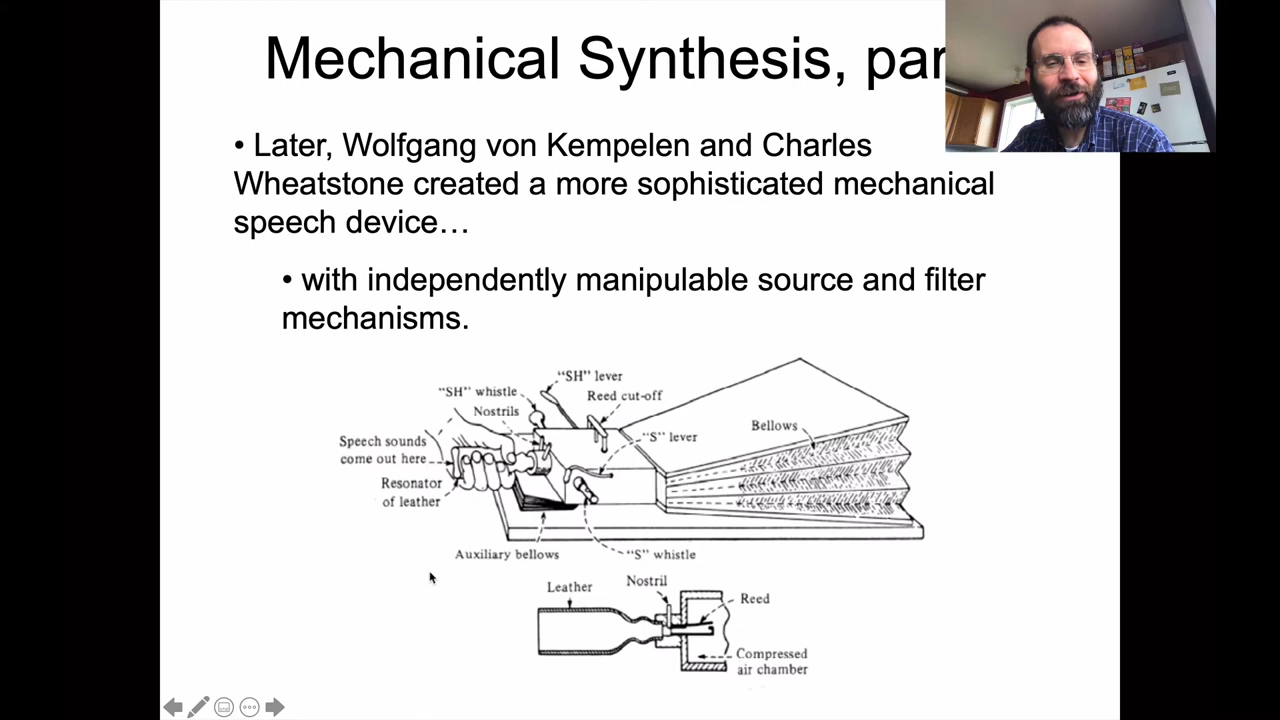 Mechanical Synthesis, par
• Later, Wolfgang von Kempelen and Charles
Wheatstone created a more sophisticated mechanical
speech device…
• with independently manipulable source and filter
mechanisms.
“SH” lever
“SH” whistle
Reed cut-off
Nostrils
“S” lever
Bellows
Speech sounds
come out here
Resonator
of leather
Auxiliary bellows
“S” whistle
Nostril
Leather
Reed
Compressed
air chamber